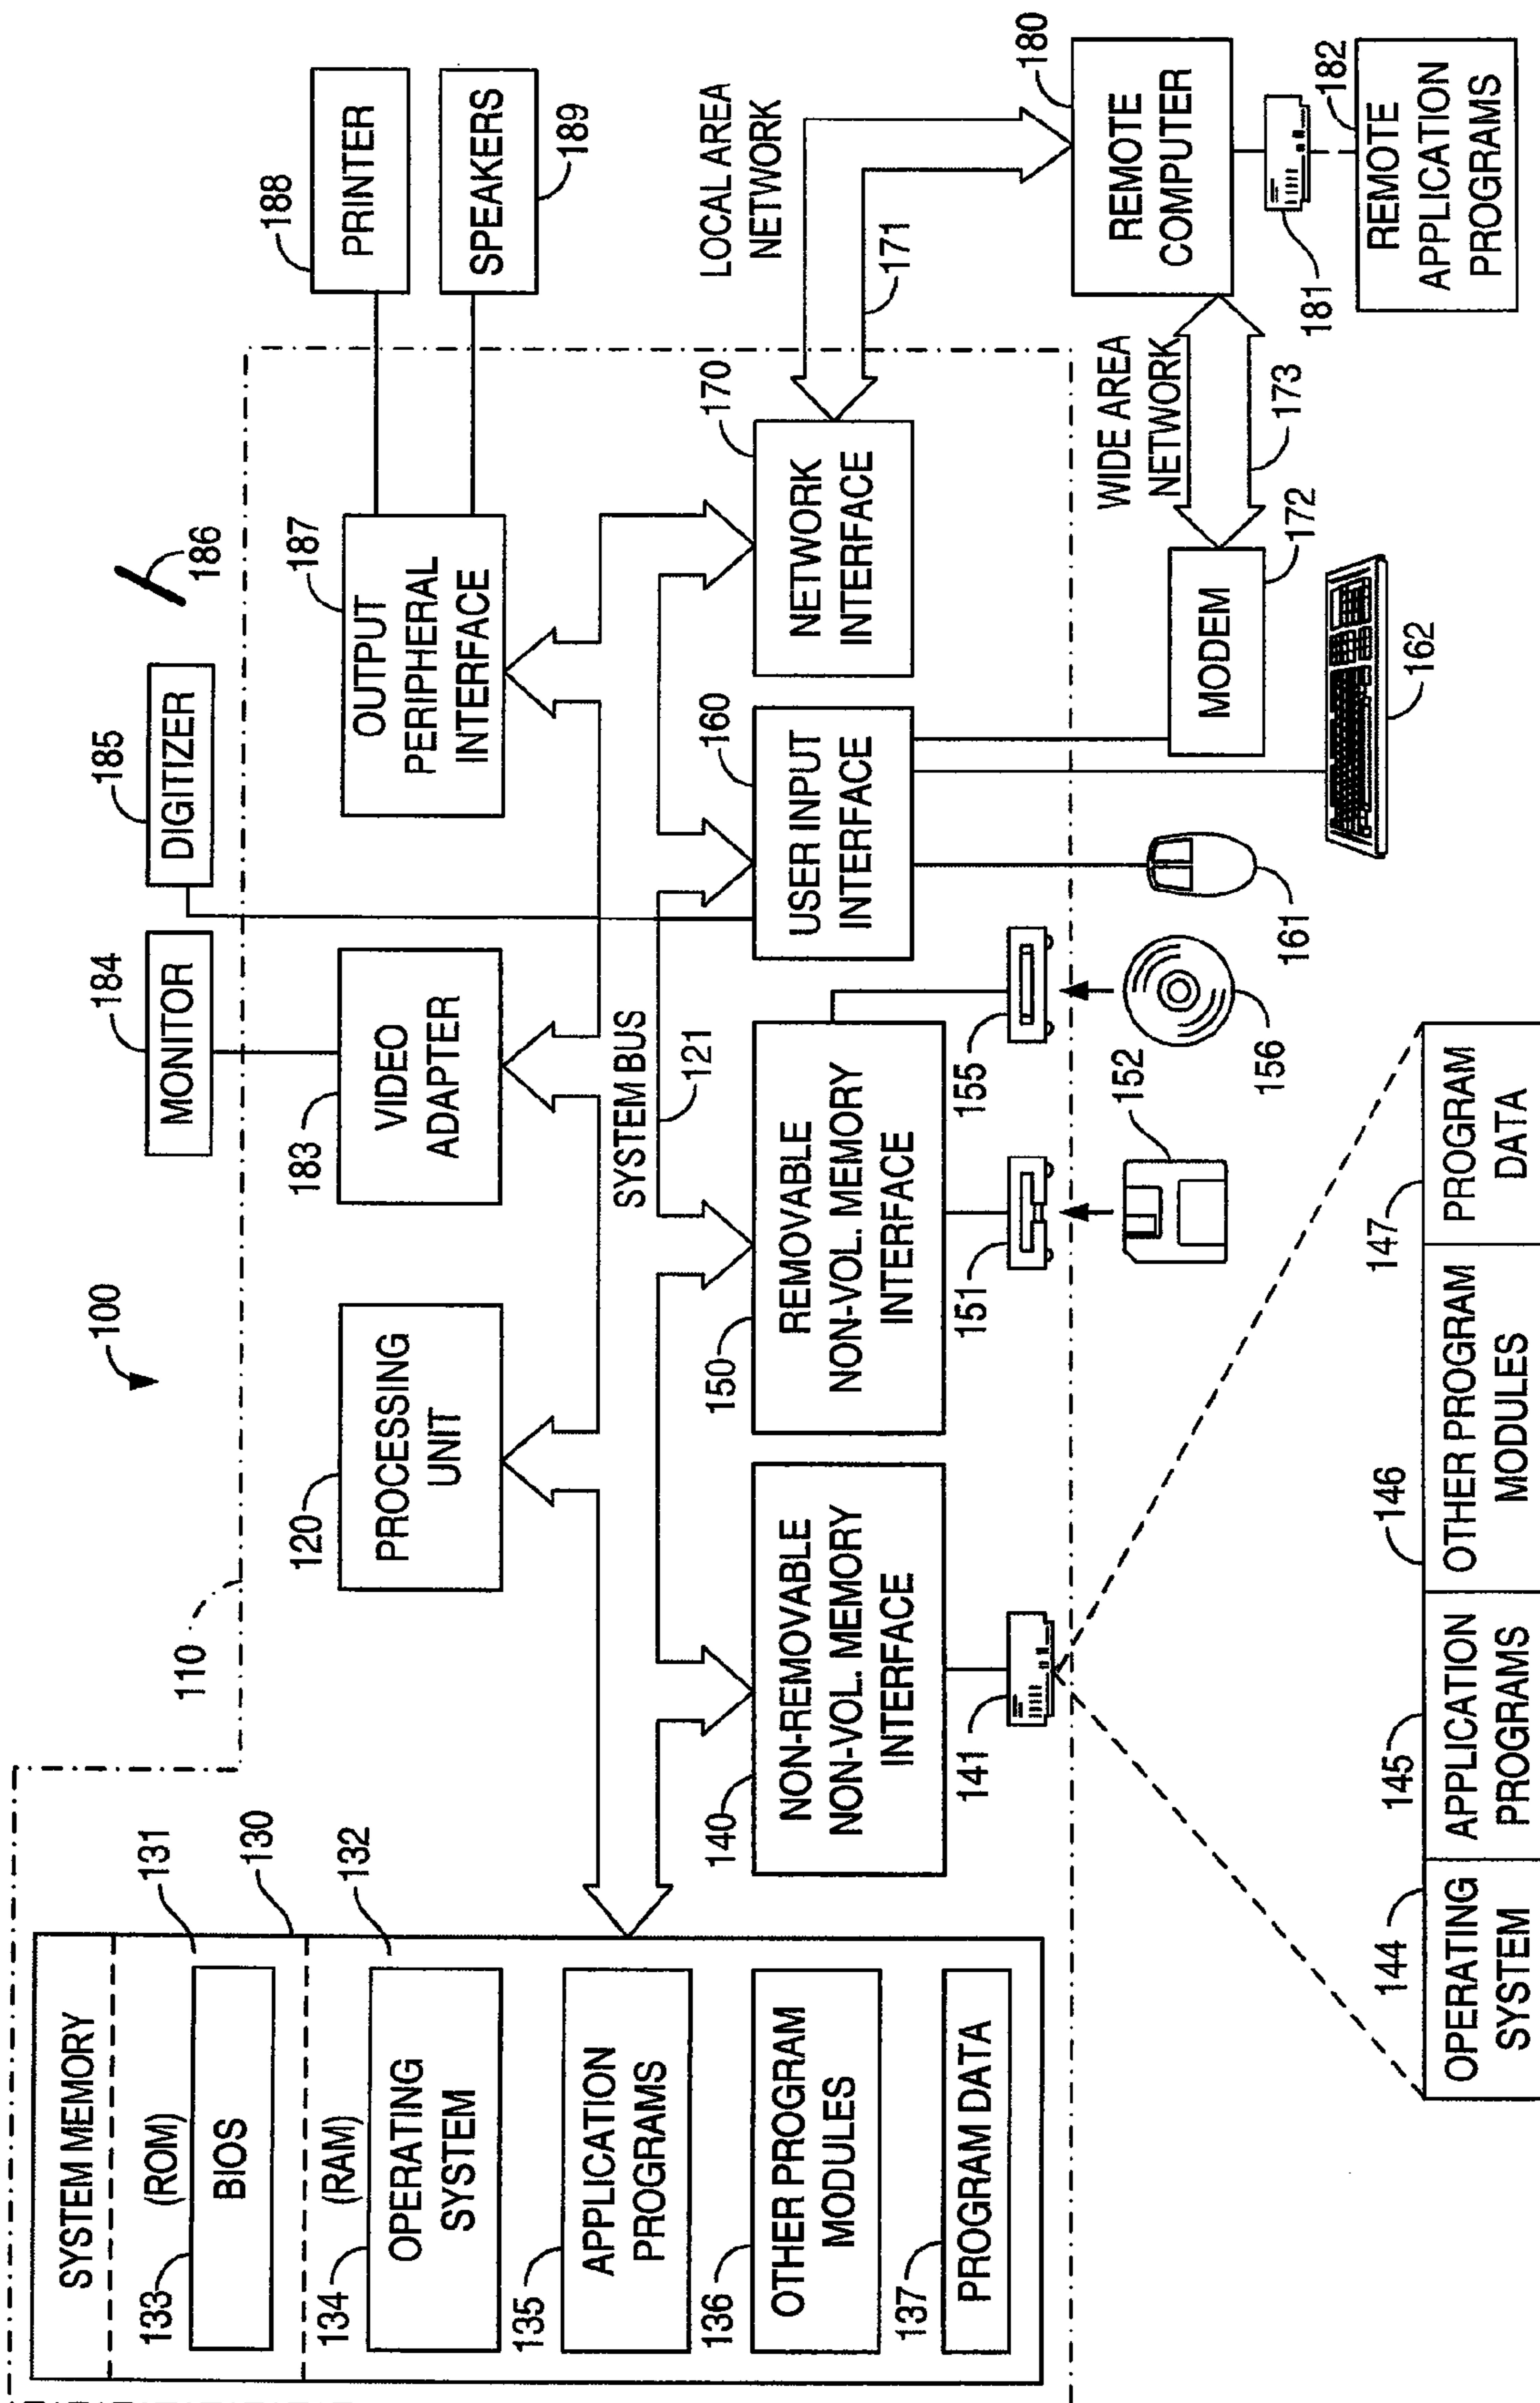 100
110
SYSTEM MEMORY
(ROM)
131
133
BIOS
130
(RAM)
132
134
OPERATING
SYSTEM
135
APPLICATION
PROGRAMS
136
OTHER PROGRAM
MODULES
137
PROGRAM DATA
120
PROCESSING
UNIT
184
MONITOR
183
VIDEO
ADAPTER
185
DIGITIZER
186
187
OUTPUT
PERIPHERAL
INTERFACE
188
PRINTER
SPEAKERS
189
SYSTEM BUS
121
140
NON-REMOVABLE
NON-VOL. MEMORY
INTERFACE
150
REMOVABLE
NON-VOL. MEMORY
INTERFACE
160
USER INPUT
INTERFACE
170
NETWORK
INTERFACE
LOCAL AREA
NETWORK
171
141
151
155
152
156
161
162
MODEM
172
WIDE AREA
NETWORK
173
180
REMOTE
COMPUTER
181
182
REMOTE
APPLICATION
PROGRAMS
144
OPERATING
SYSTEM
145
APPLICATION
PROGRAMS
146
OTHER PROGRAM
MODULES
147
PROGRAM
DATA